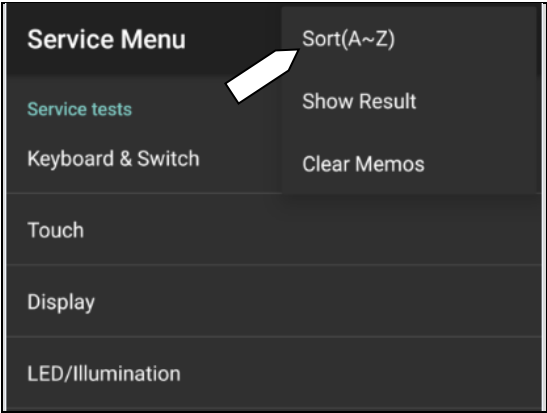 Service Menu
Sort(A~Z)
Show Result
Clear Memos
Service tests
Keyboard & Switch
Touch
Display
LED/Illumination